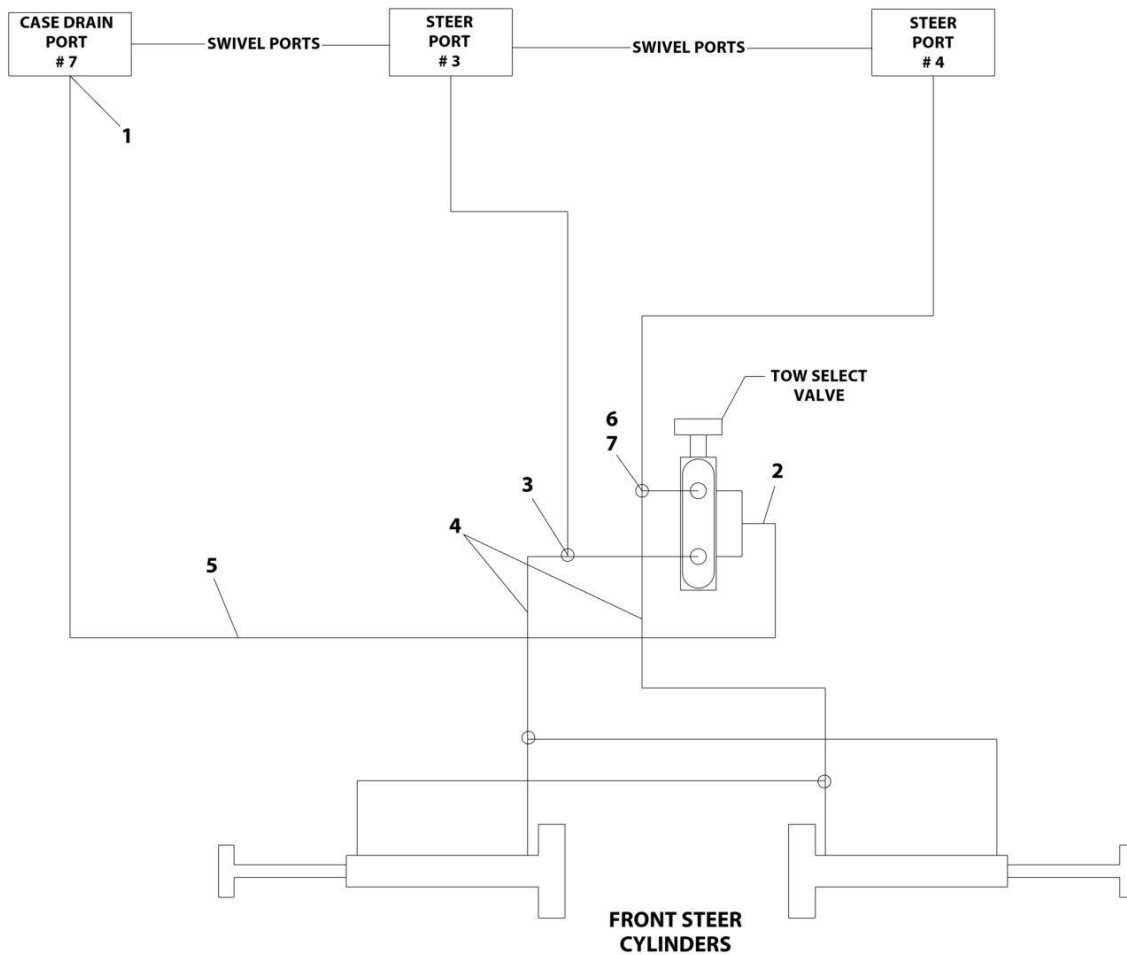 CASE DRAIN
PORT
# 7
SWIVEL PORTS
STEER
PORT
# 3
SWIVEL PORTS
STEER
PORT
# 4
1
TOW SELECT
VALVE
6
7
3
2
4
5
FRONT STEER
CYLINDERS